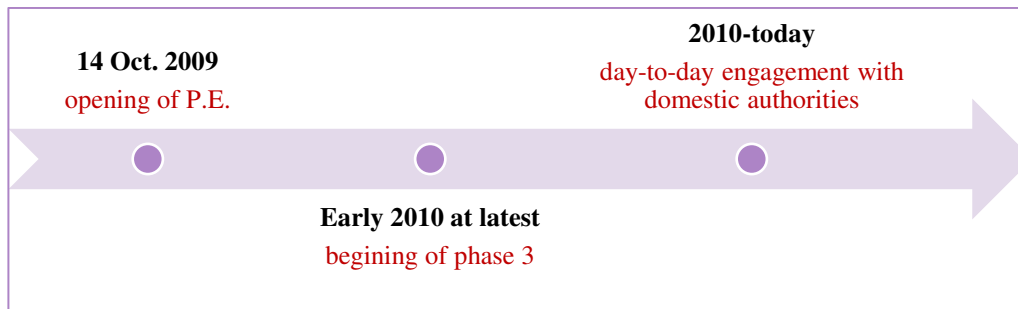 14 Oct. 2009
opening of P.E.
Early 2010 at latest
begining of phase 3
2010-today
day-to-day engagement with
domestic authorities